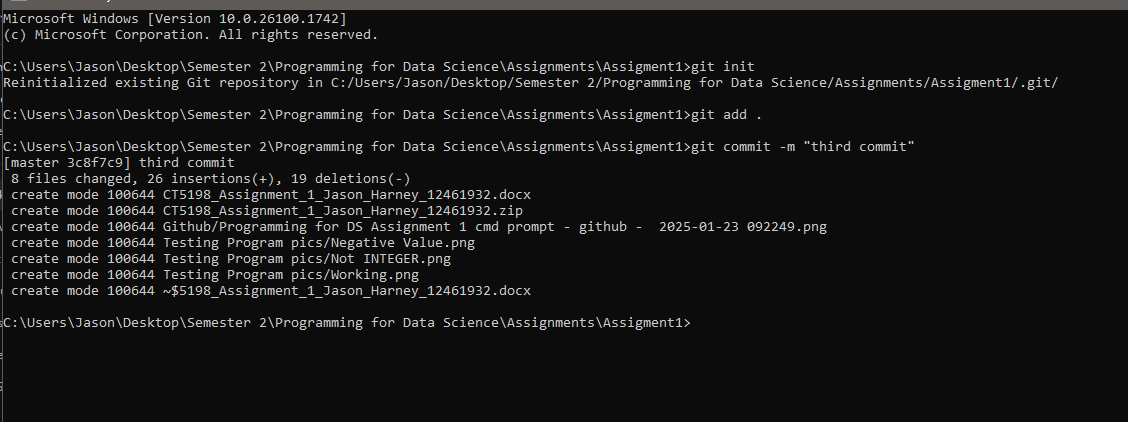 Microsoft Windows [Version 10.0.26100.1742]
(c) Microsoft Corporation. All rights reserved.
C:\Users\Jason\Desktop\Semester 2\Programming for Data Science\Assignments\Assigment1>git init
Reinitialized existing Git repository in C:/Users/Jason/Desktop/Semester 2/Programming for Data Science/Assignments/Assigment1/.git/
C:\Users\Jason\Desktop\Semester 2\Programming for Data Science\Assignments\Assigment1>git add .
C:\Users\Jason\Desktop\Semester 2\Programming for Data Science\Assignments\Assigment1>git commit -m "third commit"
[master 3c8f7c9] third commit
 8 files changed, 26 insertions(+), 19 deletions(-)
 create mode 100644 CT5198_Assignment_1_Jason_Harney_12461932.docx
 create mode 100644 CT5198_Assignment_1_Jason_Harney_12461932.zip
 create mode 100644 Github/Programming for DS Assignment 1 cmd prompt - github -  2025-01-23 092249.png
 create mode 100644 Testing Program pics/Negative Value.png
 create mode 100644 Testing Program pics/Not INTEGER.png
 create mode 100644 Testing Program pics/Working.png
 create mode 100644 ~$5198_Assignment_1_Jason_Harney_12461932.docx
C:\Users\Jason\Desktop\Semester 2\Programming for Data Science\Assignments\Assigment1>